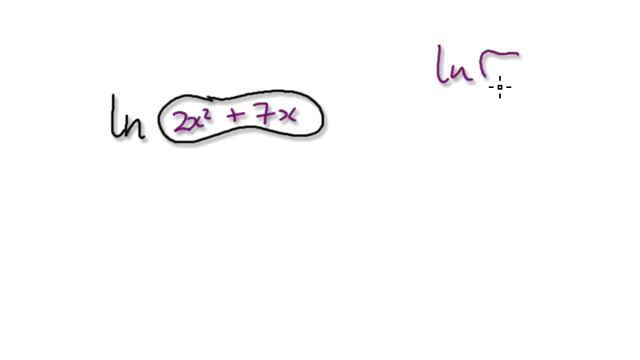 ln 2x² + 7x
ln